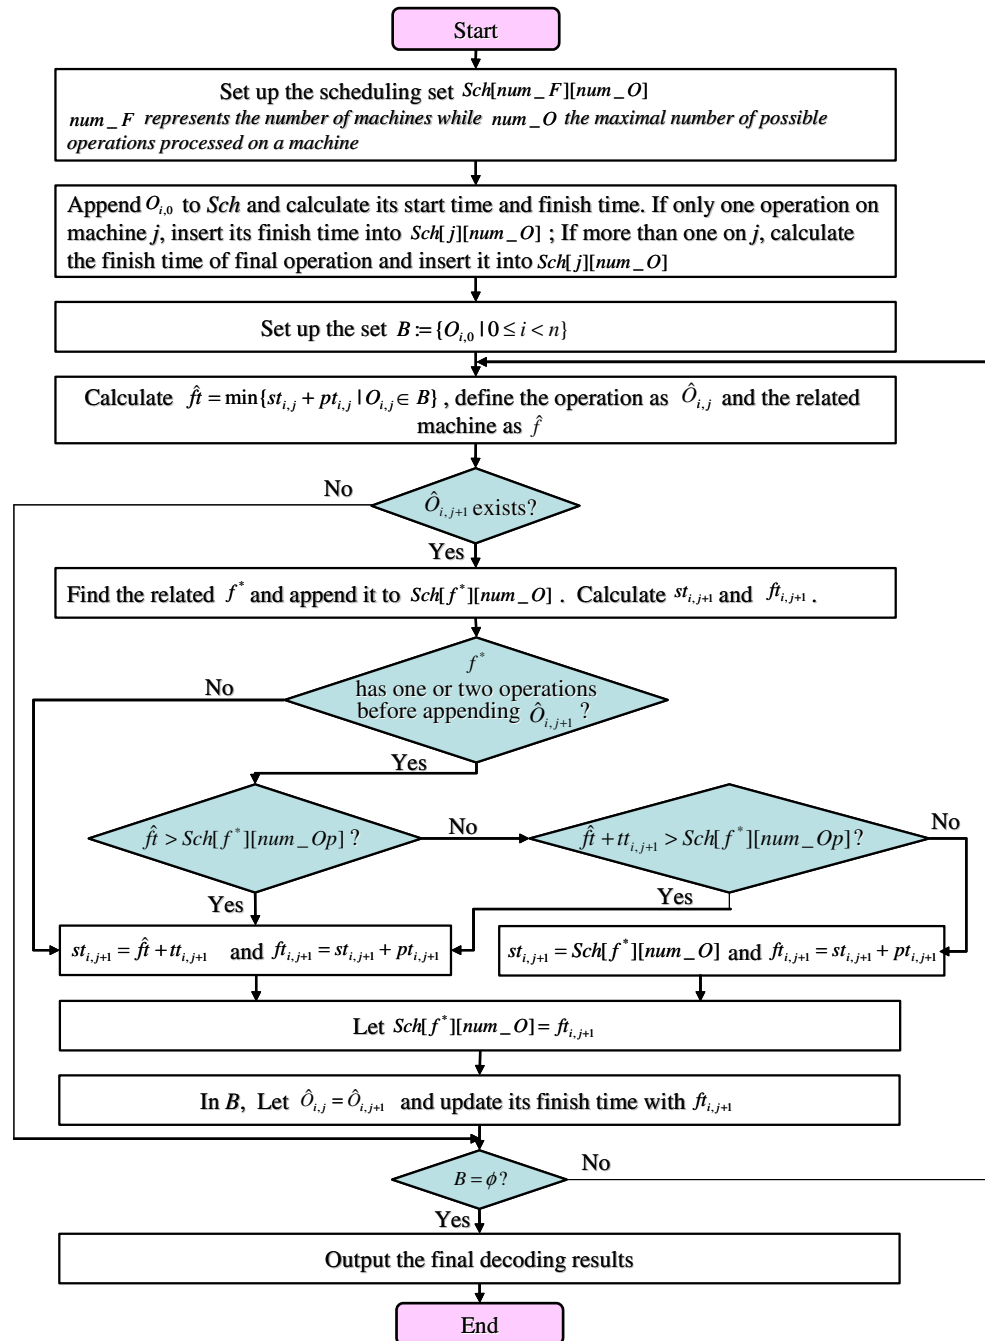 Start
Set up the scheduling set Sch[num_F][num_O]
num_F represents the number of machines while num_O the maximal number of possible
operations processed on a machine
Append O_{i,0} to Sch and calculate its start time and finish time. If only one operation on
machine j, insert its finish time into Sch[j][num_O] ; If more than one on j, calculate
the finish time of final operation and insert it into Sch[j][num_O]
Set up the set B := {O_{i,0} | 0 ≤ i < n}
Calculate f̂t = min{st_{i,j} + pt_{i,j} | O_{i,j} ∈ B} , define the operation as Ô_{i,j} and the related
machine as f̂
No
Ô_{i,j+1} exists?
Yes
Find the related f* and append it to Sch[f*][num_O] . Calculate st_{i,j+1} and ft_{i,j+1} .
f*
No
has one or two operations
before appending Ô_{i,j+1} ?
Yes
f̂t > Sch[f*][num_Op] ?
No
f̂t + tt_{i,j+1} > Sch[f*][num_Op] ?
No
Yes
Yes
st_{i,j+1} = f̂t + tt_{i,j+1} and ft_{i,j+1} = st_{i,j+1} + pt_{i,j+1}
st_{i,j+1} = Sch[f*][num_O] and ft_{i,j+1} = st_{i,j+1} + pt_{i,j+1}
Let Sch[f*][num_O] = ft_{i,j+1}
In B, Let Ô_{i,j} = Ô_{i,j+1} and update its finish time with ft_{i,j+1}
B = ϕ?
No
Yes
Output the final decoding results
End